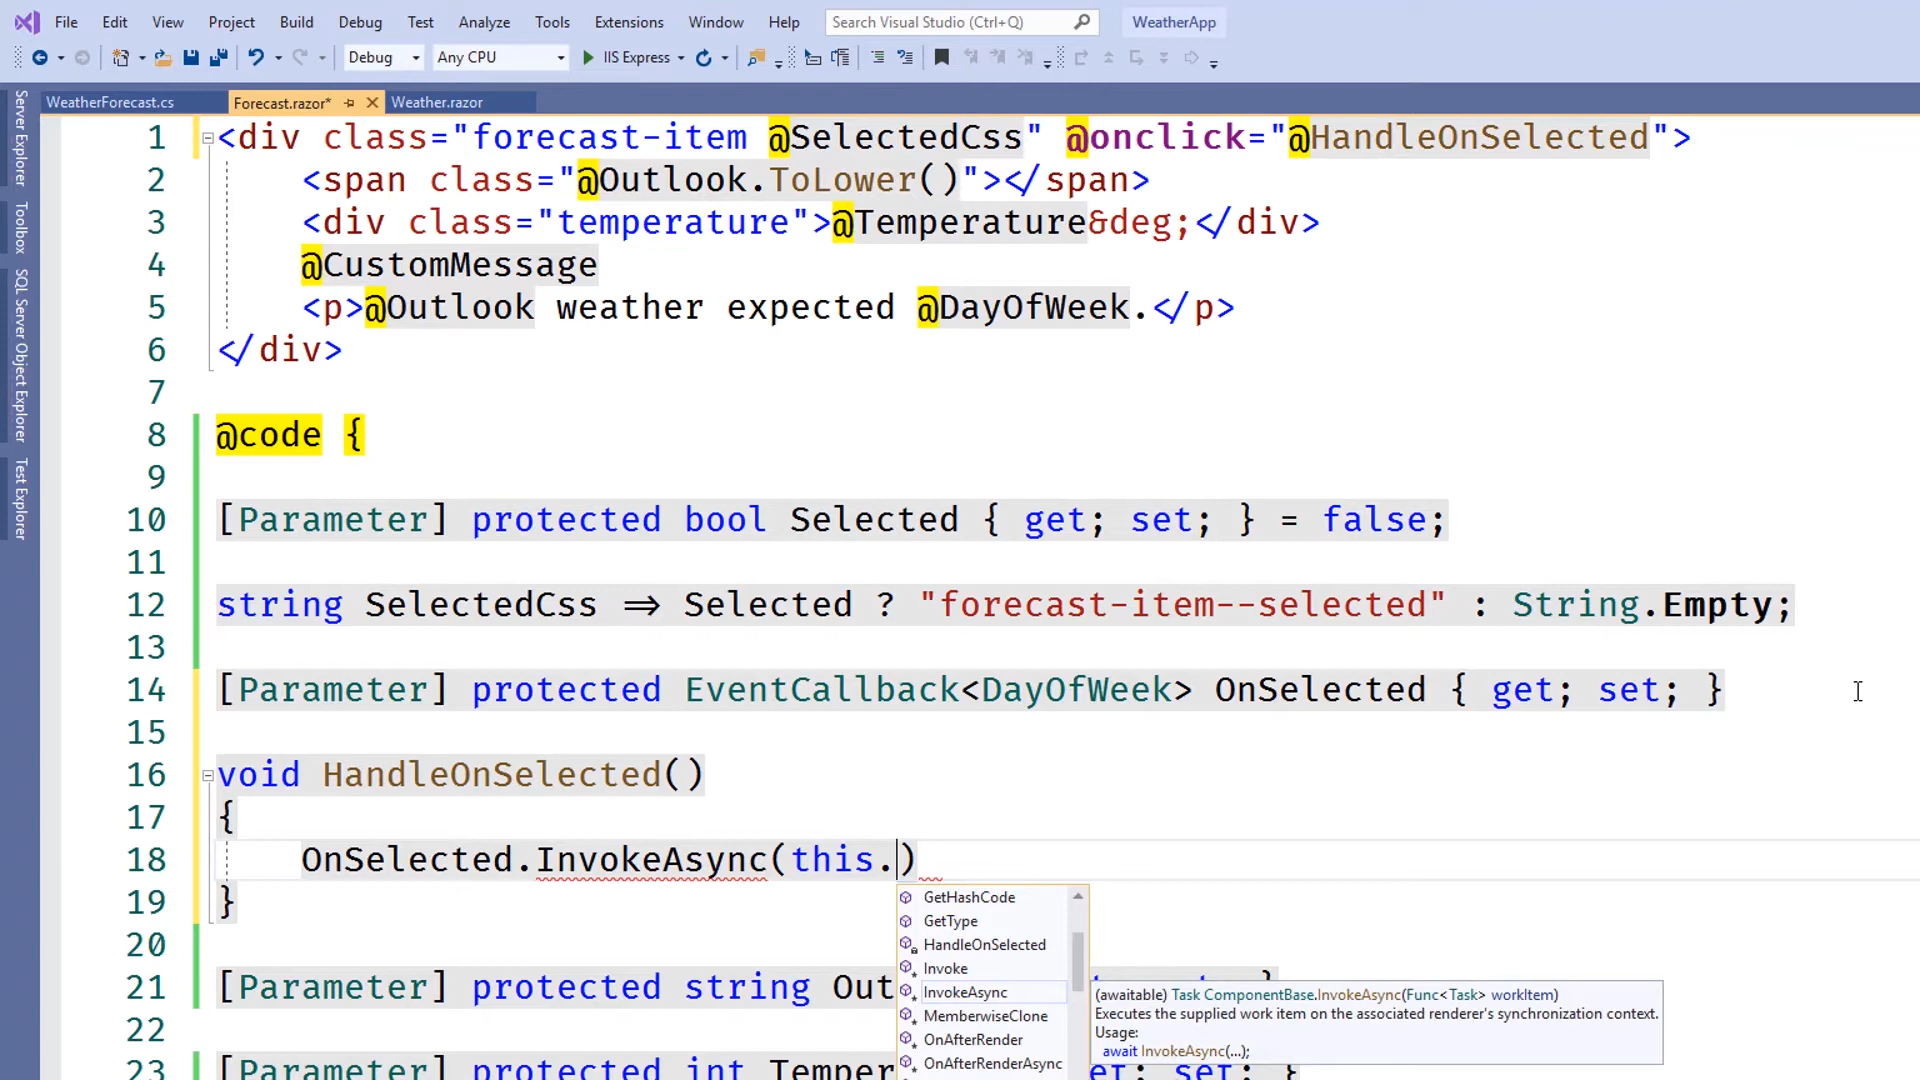 File Edit View Project Build Debug Test Analyze Tools Extensions Window Help Search Visual Studio (Ctrl+Q) WeatherApp
Debug Any CPU IIS Express
WeatherForecast.cs Forecast.razor* Weather.razor
Server Explorer
Toolbox
SQL Server Object Explorer
Test Explorer
1 <div class="forecast-item @SelectedCss" @onclick="@HandleOnSelected">
2 <span class="@Outlook.ToLower()"></span>
3 <div class="temperature">@Temperature&deg;</div>
4 @CustomMessage
5 <p>@Outlook weather expected @DayOfWeek.</p>
6 </div>
7
8 @code {
9
10 [Parameter] protected bool Selected { get; set; } = false;
11
12 string SelectedCss => Selected ? "forecast-item--selected" : String.Empty;
13
14 [Parameter] protected EventCallback<DayOfWeek> OnSelected { get; set; }
15
16 void HandleOnSelected()
17 {
18 OnSelected.InvokeAsync(this.)
19 }
20
21 [Parameter] protected string Out
22
23 [Parameter] protected int Temper set; }
GetHashCode
GetType
HandleOnSelected
Invoke
InvokeAsync
MemberwiseClone
OnAfterRender
OnAfterRenderAsync
(awaitable) Task ComponentBase.InvokeAsync(Func<Task> workItem)
Executes the supplied work item on the associated renderer's synchronization context.
Usage:
await InvokeAsync(...);